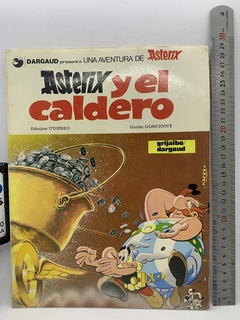 DARGAUD presenta UNA AVENTURA DE Asterix
Asterix y el
caldero
Dibujos: UDERZO Guión: GOSCINNY
grijalbo/
dargaud